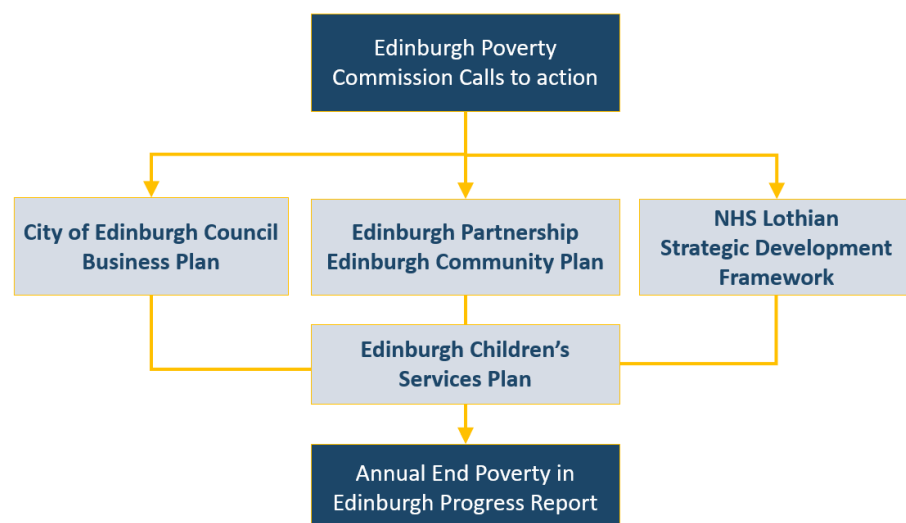 Edinburgh Poverty
Commission Calls to action
City of Edinburgh Council
Business Plan
Edinburgh Partnership
Edinburgh Community Plan
NHS Lothian
Strategic Development
Framework
Edinburgh Children’s
Services Plan
Annual End Poverty in
Edinburgh Progress Report